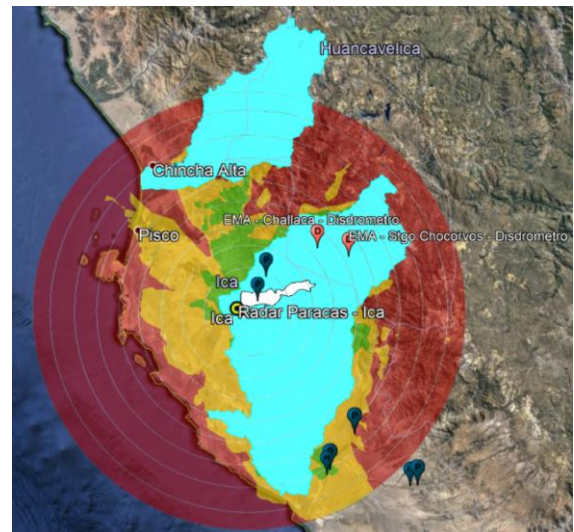 Huancavelica
Chincha Alta
EMA - Challaca - Disdrometro
Pisco
EMA - Stgo Chocorvos - Disdrometro
Ica
Radar Paracas - Ica
Ica